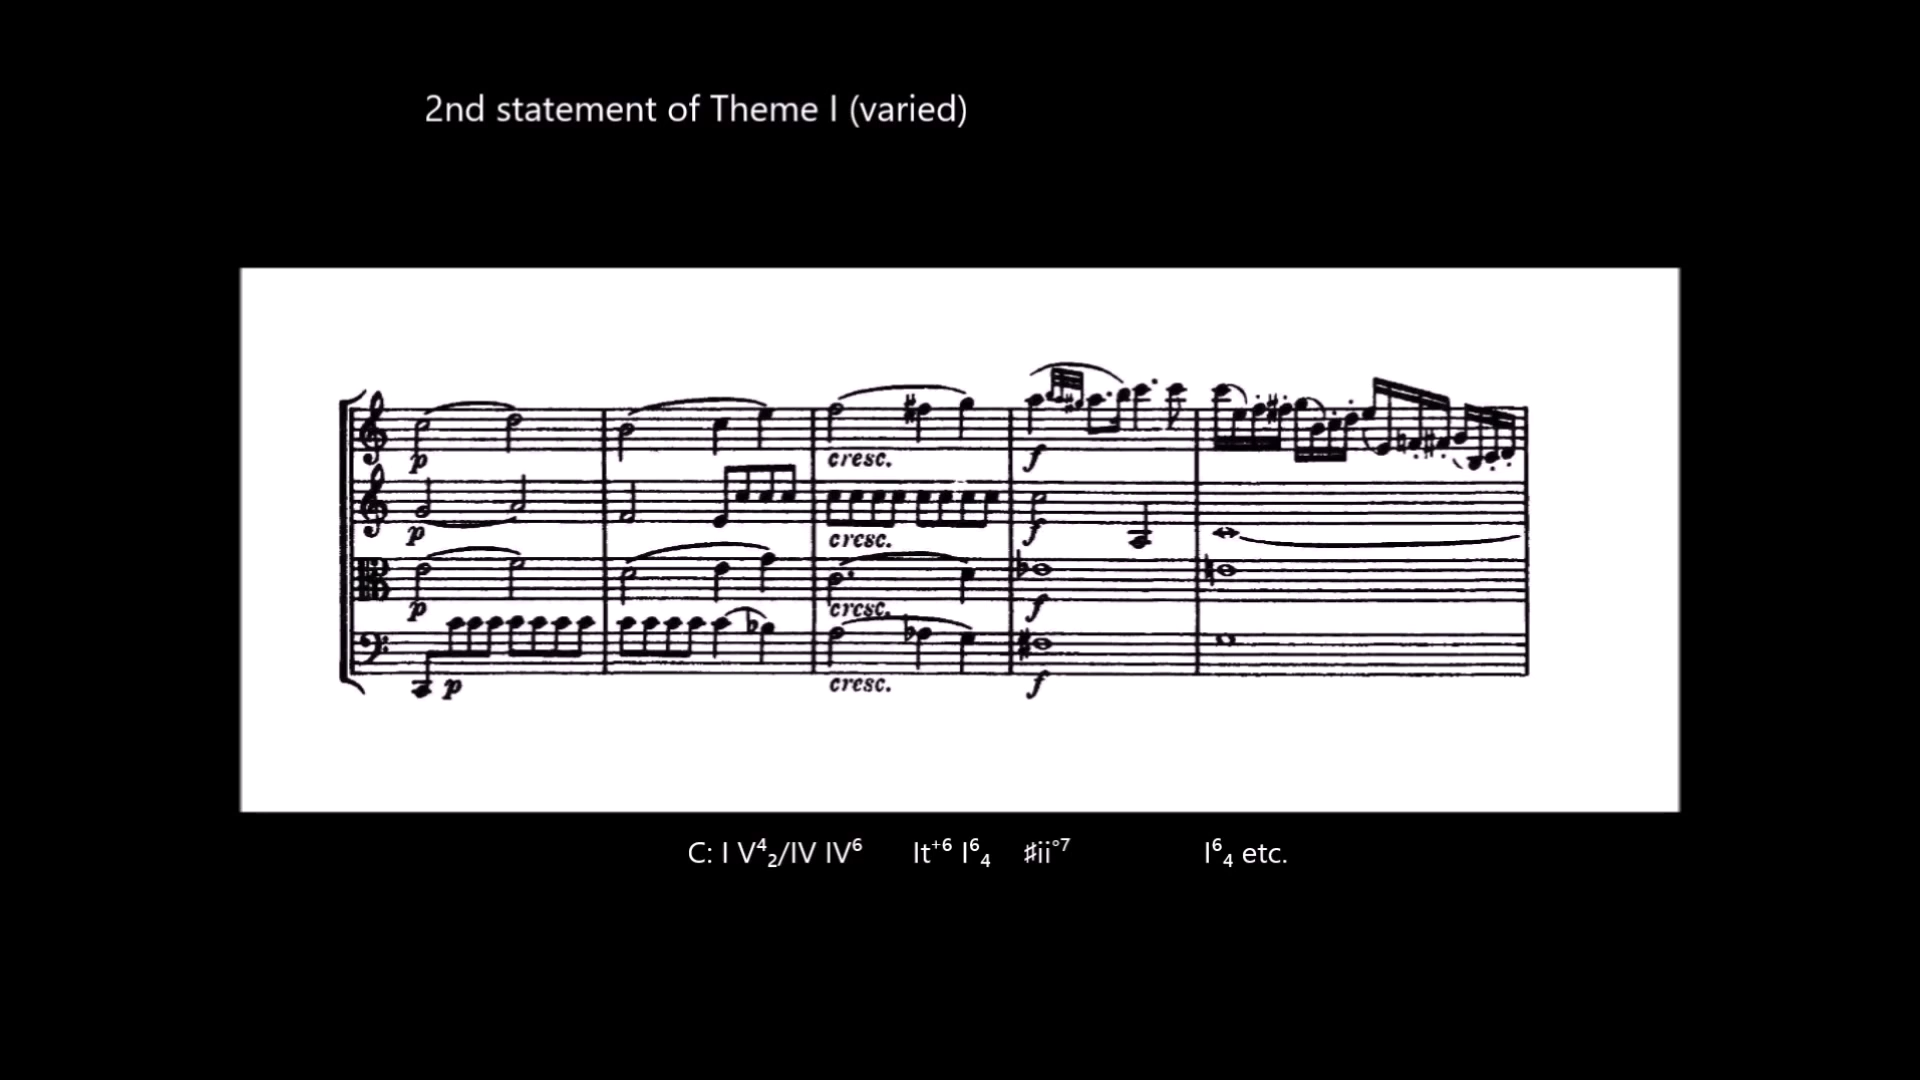 2nd statement of Theme I (varied)
p cresc. f
p cresc. f
p cresc. f
p cresc. f
C: I V⁴₂/IV IV⁶ It⁺⁶ I⁶₄ ♯ii°⁷ I⁶₄ etc.